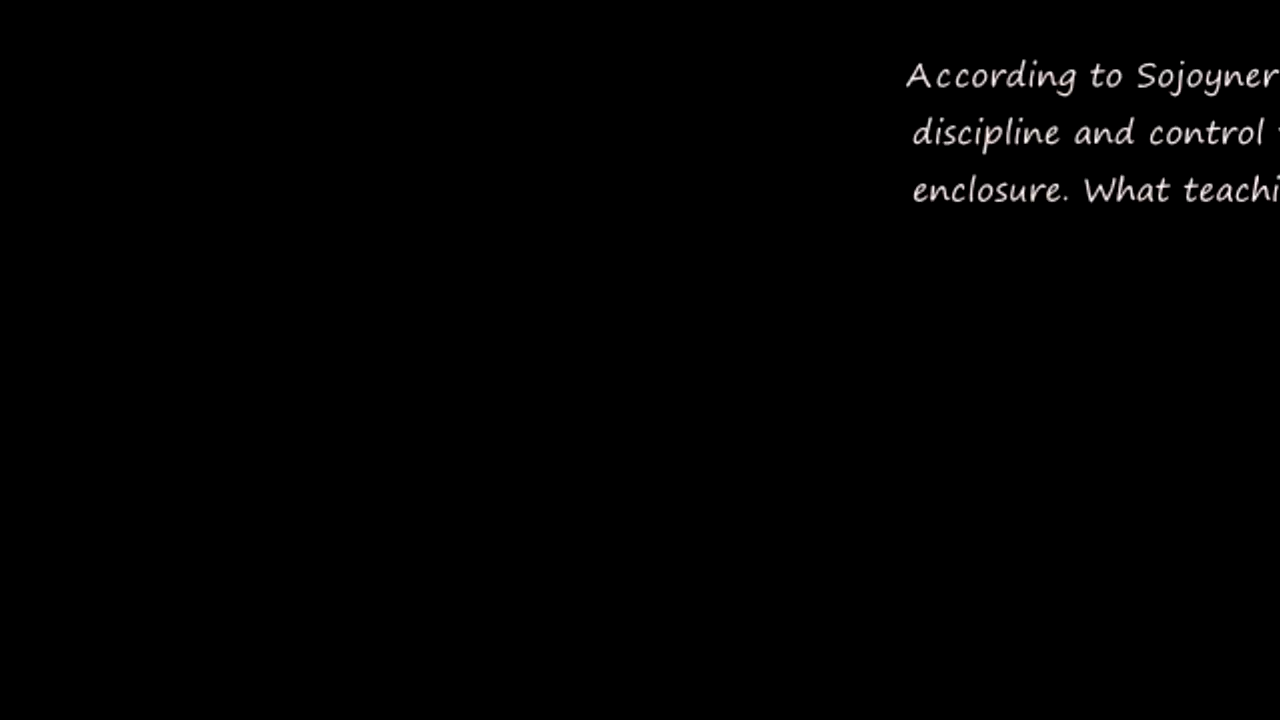 According to Sojoyner
discipline and control
enclosure. What teachi